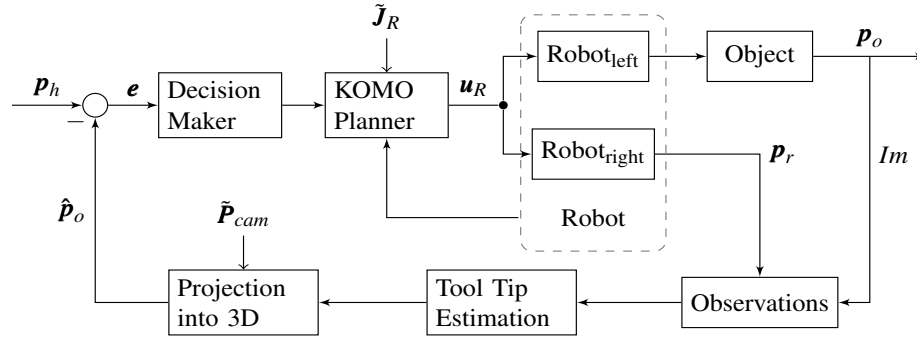 J̃_R
p_h
−
e
Decision
Maker
KOMO
Planner
u_R
Robot_left
Object
p_o
Robot_right
p_r
Im
Robot
p̂_o
P̃_cam
Projection
into 3D
Tool Tip
Estimation
Observations